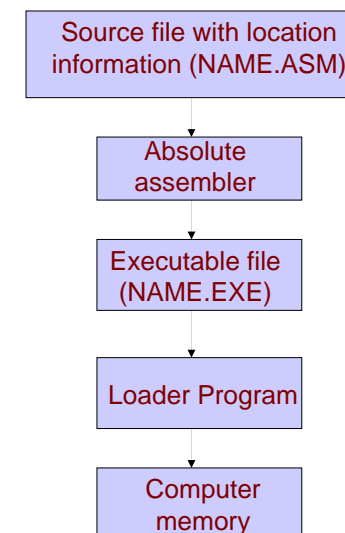 Source file with location
information (NAME.ASM)
Absolute
assembler
Executable file
(NAME.EXE)
Loader Program
Computer
memory